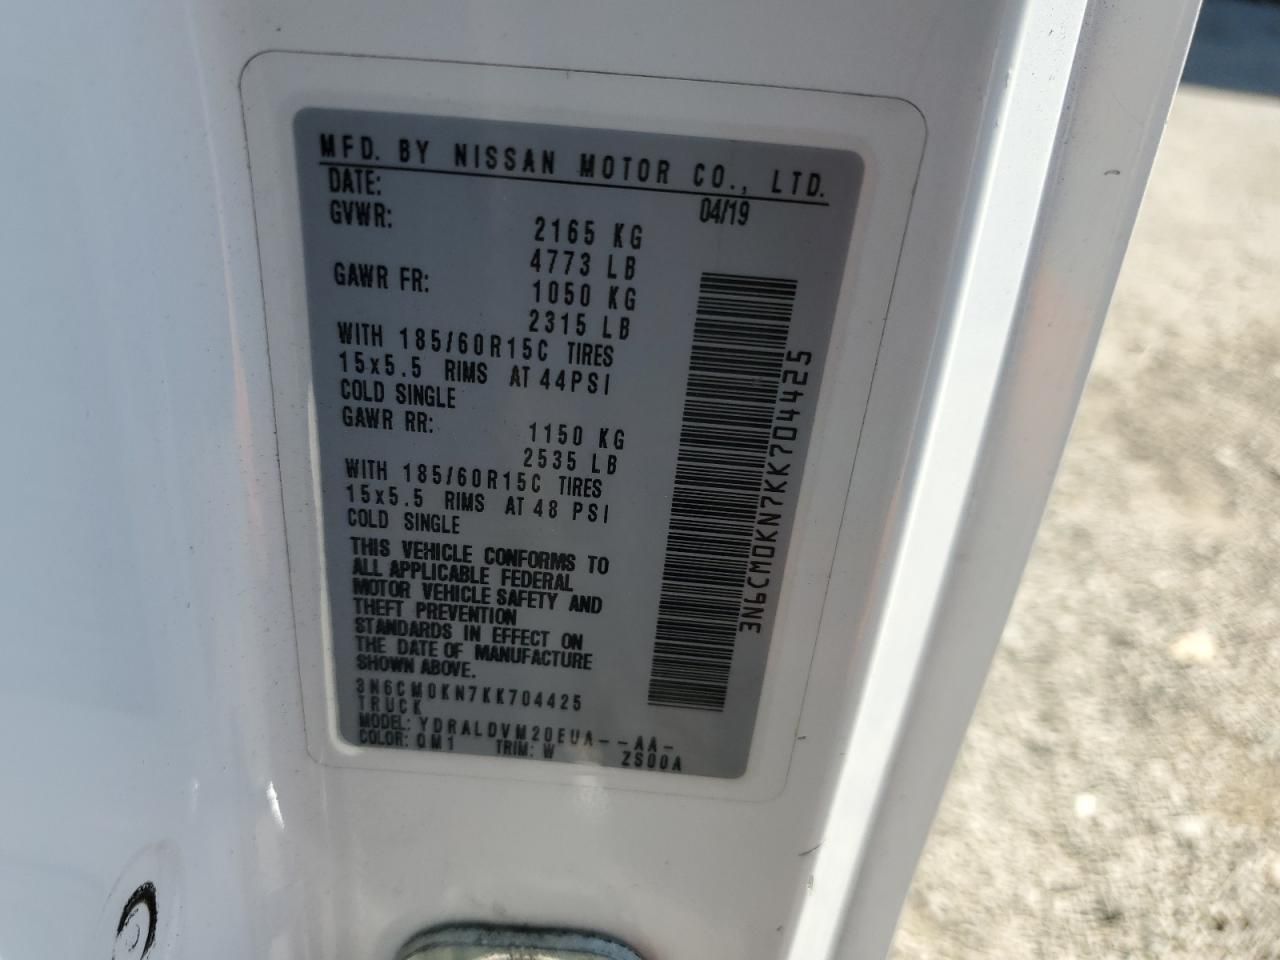 MFD. BY NISSAN MOTOR CO., LTD.
DATE: 04/19
GVWR: 2165 KG
4773 LB
GAWR FR: 1050 KG
2315 LB
WITH 185/60R15C TIRES
15x5.5 RIMS AT 44PSI
COLD SINGLE
GAWR RR: 1150 KG
2535 LB
WITH 185/60R15C TIRES
15x5.5 RIMS AT 48 PSI
COLD SINGLE
THIS VEHICLE CONFORMS TO
ALL APPLICABLE FEDERAL
MOTOR VEHICLE SAFETY AND
THEFT PREVENTION
STANDARDS IN EFFECT ON
THE DATE OF MANUFACTURE
SHOWN ABOVE.
3N6CM0KN7KK704425
TRUCK
MODEL: YDRALDVM20EUA--AA-
COLOR: QM1 TRIM: W ZS00A
3N6CM0KN7KK704425